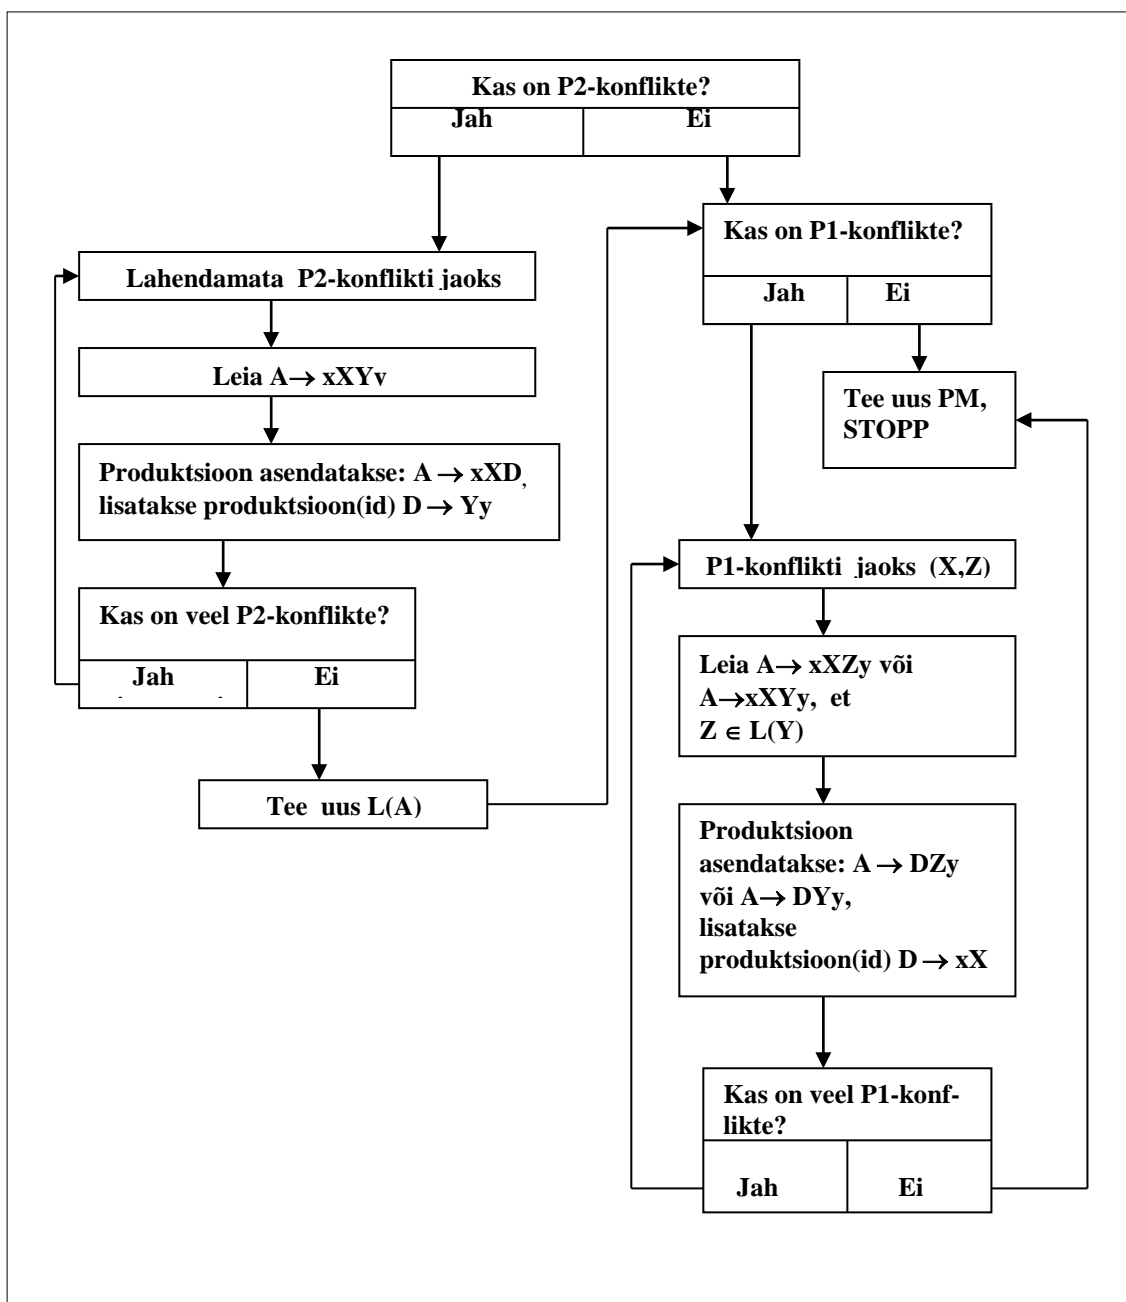 Kas on P2-konflikte?
Jah Ei
Kas on P1-konflikte?
Jah Ei
Lahendamata P2-konflikti jaoks
Leia A→ xXYy
Tee uus PM,
STOPP
Produktsioon asendatakse: A → xXD,
lisatakse produktsioon(id) D → Yy
Kas on veel P2-konflikte?
Jah Ei
Tee uus L(A)
P1-konflikti jaoks (X,Z)
Leia A→ xXZy või
A→xXYy, et
Z ∈ L(Y)
Produktsioon
asendatakse: A → DZy
või A→ DYy,
lisatakse
produktsioon(id) D → xX
Kas on veel P1-konf-
likte?
Jah Ei